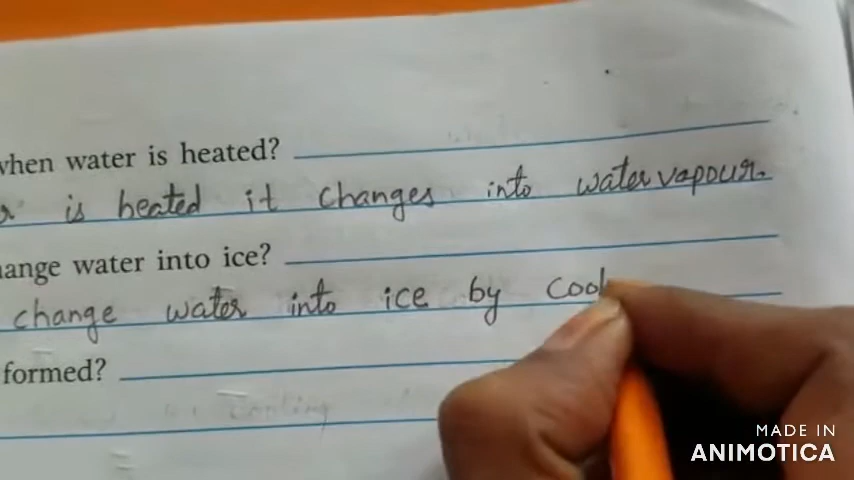 when water is heated?
is heated it changes into water vapour.
change water into ice?
change water into ice by cool
formed?
MADE IN
ANIMOTICA